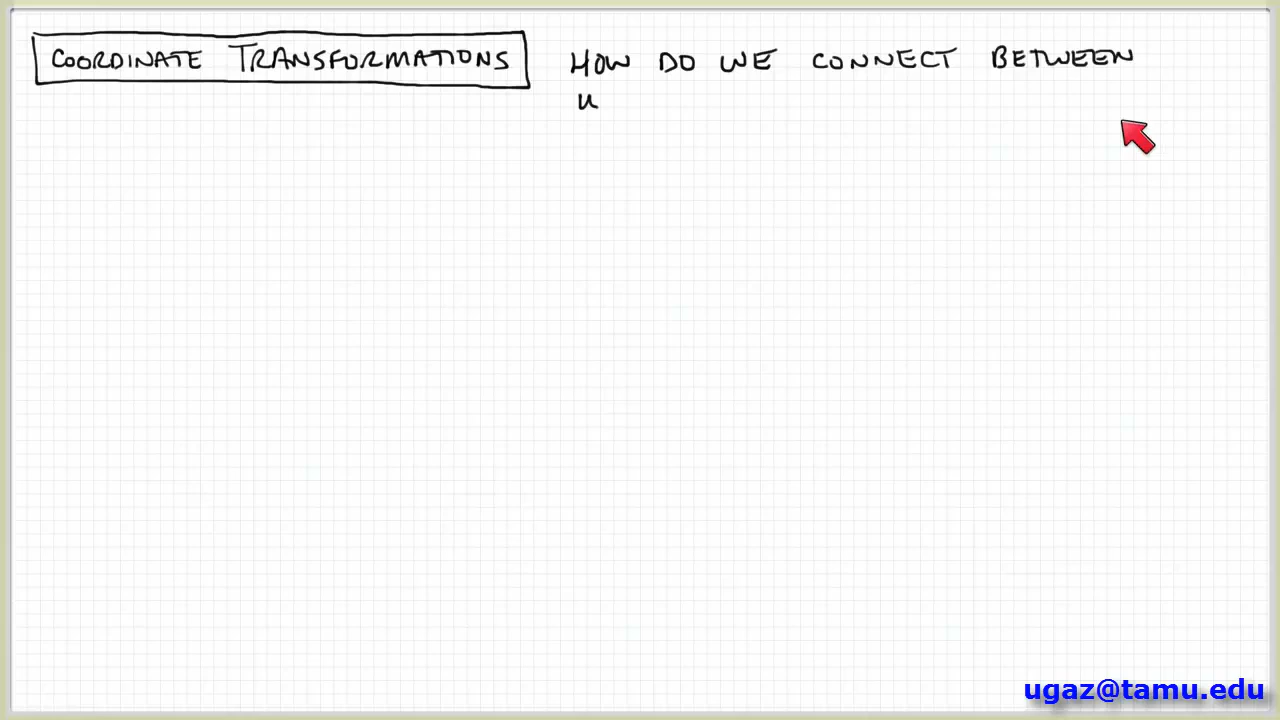 COORDINATE TRANSFORMATIONS HOW DO WE CONNECT BETWEEN
u
ugaz@tamu.edu